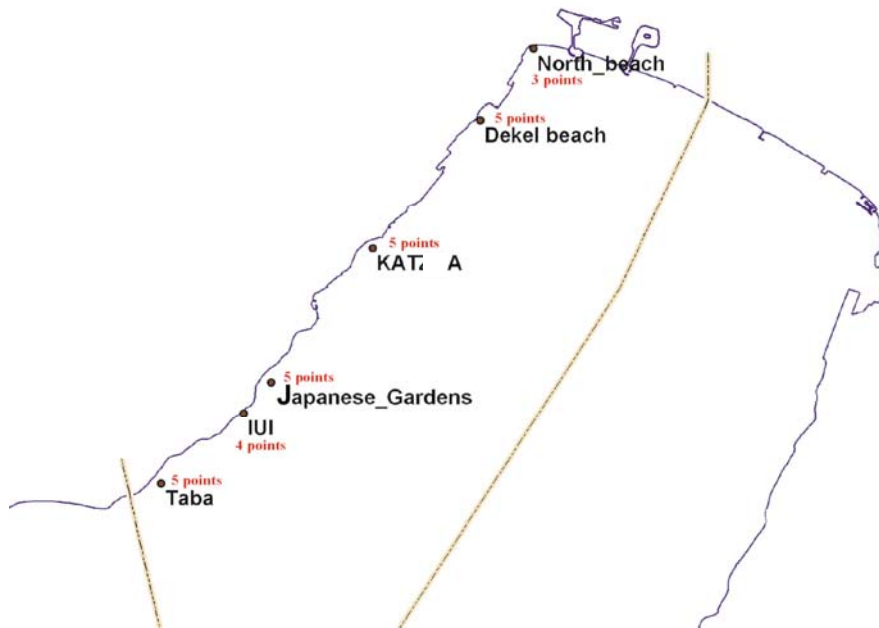 North_beach
3 points
5 points
Dekel beach
5 points
5 points
Japanese_Gardens
IUI
4 points
5 points
Taba